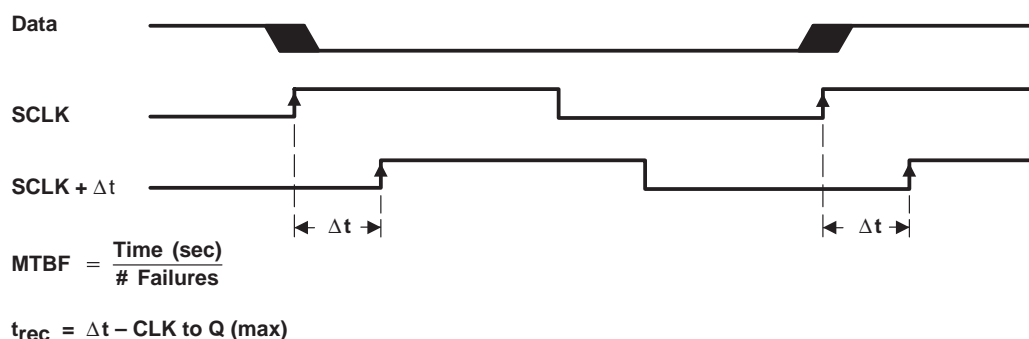 Data
SCLK
SCLK + Δt
Δt
Δt
MTBF = Time (sec) / # Failures
trec = Δt – CLK to Q (max)